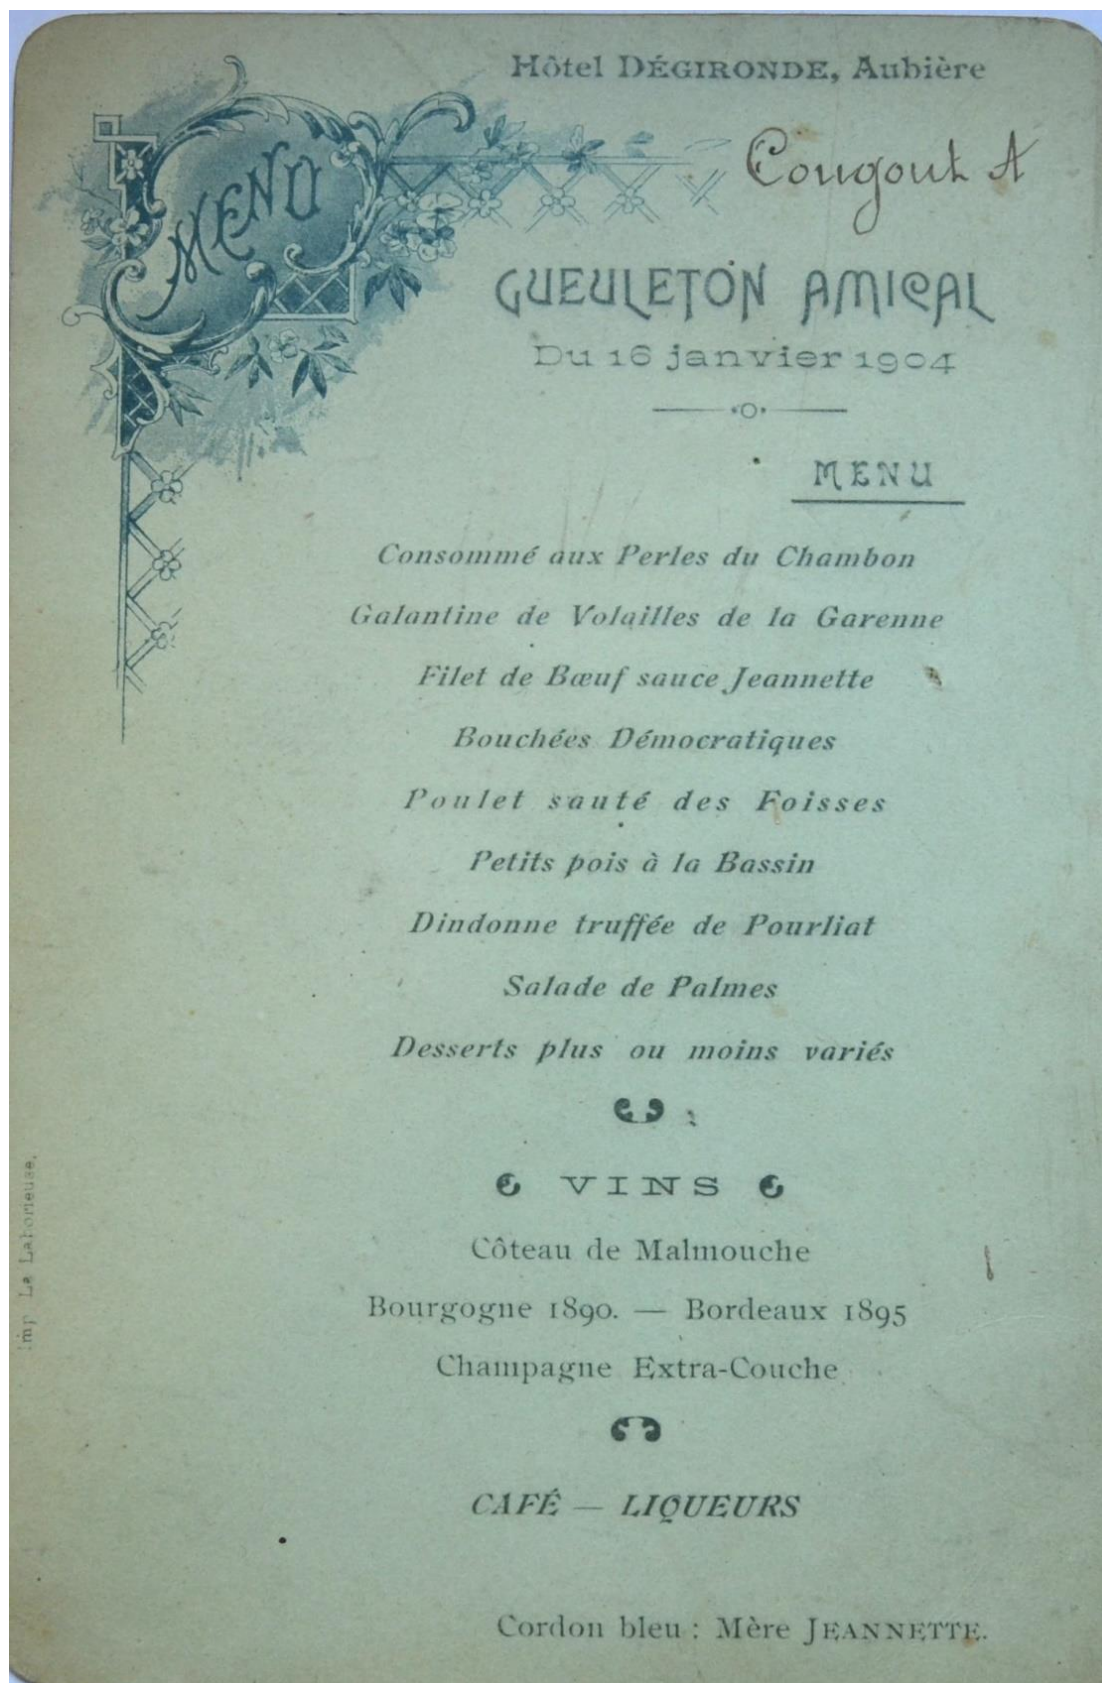 Hôtel DÉGIRONDE, Aubière
MENU
Cougout A
GUEULETON AMICAL
Du 16 janvier 1904
MENU
Consommé aux Perles du Chambon
Galantine de Volailles de la Garenne
Filet de Bœuf sauce Jeannette
Bouchées Démocratiques
Poulet sauté des Foisses
Petits pois à la Bassin
Dindonne truffée de Pourliat
Salade de Palmes
Desserts plus ou moins variés
VINS
Côteau de Malmouche
Bourgogne 1890. — Bordeaux 1895
Champagne Extra-Couche
CAFÉ — LIQUEURS
Cordon bleu : Mère JEANNETTE.
Imp La Laborieuse.